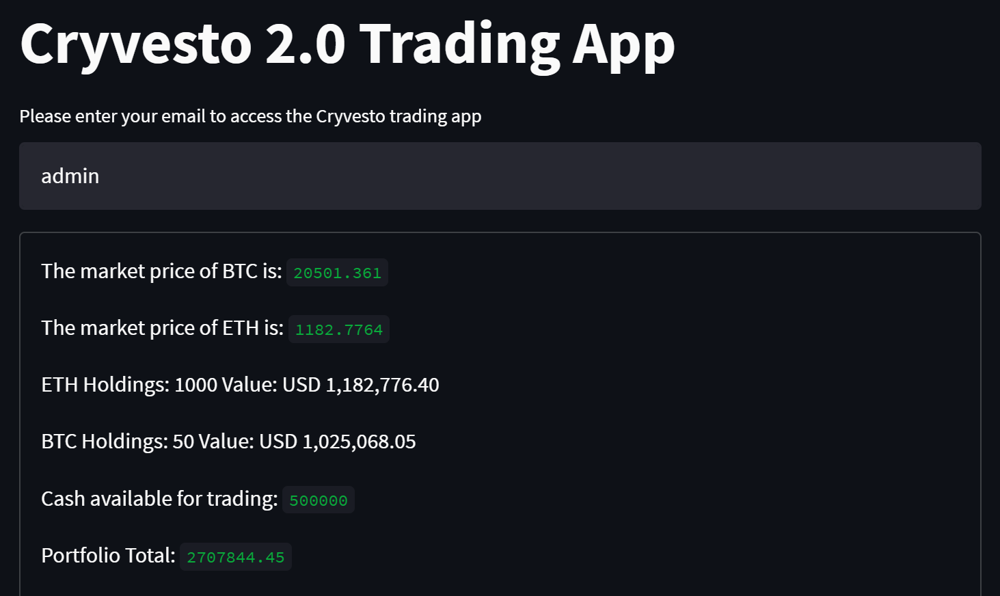 Cryvesto 2.0 Trading App
Please enter your email to access the Cryvesto trading app
admin
The market price of BTC is: 20501.361
The market price of ETH is: 1182.7764
ETH Holdings: 1000 Value: USD 1,182,776.40
BTC Holdings: 50 Value: USD 1,025,068.05
Cash available for trading: 500000
Portfolio Total: 2707844.45